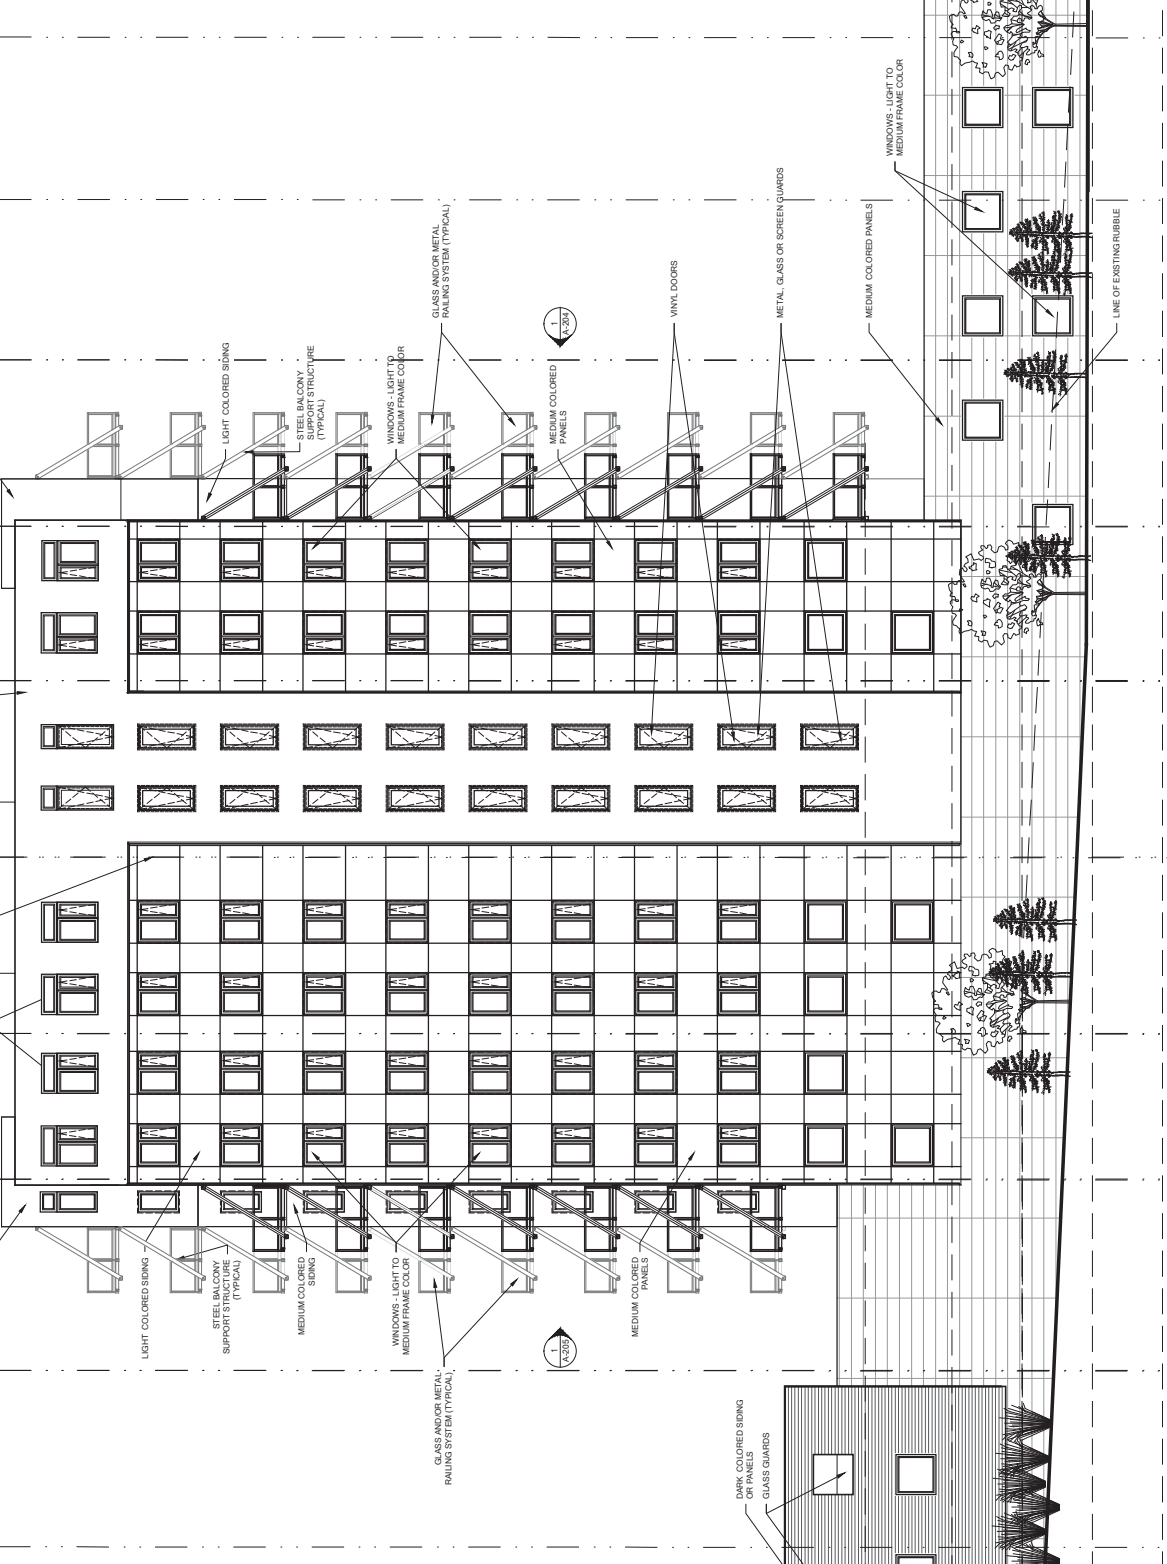 LIGHT COLORED SIDING
STEEL BALCONY
SUPPORT STRUCTURE
(TYPICAL)
WINDOWS - LIGHT TO
MEDIUM FRAME COLOR
GLASS AND/OR METAL
RAILING SYSTEM (TYPICAL)
1
A-204
MEDIUM COLORED
PANELS
VINYL DOORS
METAL, GLASS OR SCREEN GUARDS
MEDIUM COLORED PANELS
WINDOWS - LIGHT TO
MEDIUM FRAME COLOR
LINE OF EXISTING RUBBLE
LIGHT COLORED SIDING
STEEL BALCONY
SUPPORT STRUCTURE
(TYPICAL)
MEDIUM COLORED
SIDING
WINDOWS - LIGHT TO
MEDIUM FRAME COLOR
GLASS AND/OR METAL
RAILING SYSTEM (TYPICAL)
1
A-205
MEDIUM COLORED
PANELS
DARK COLORED SIDING
OR PANELS
GLASS GUARDS